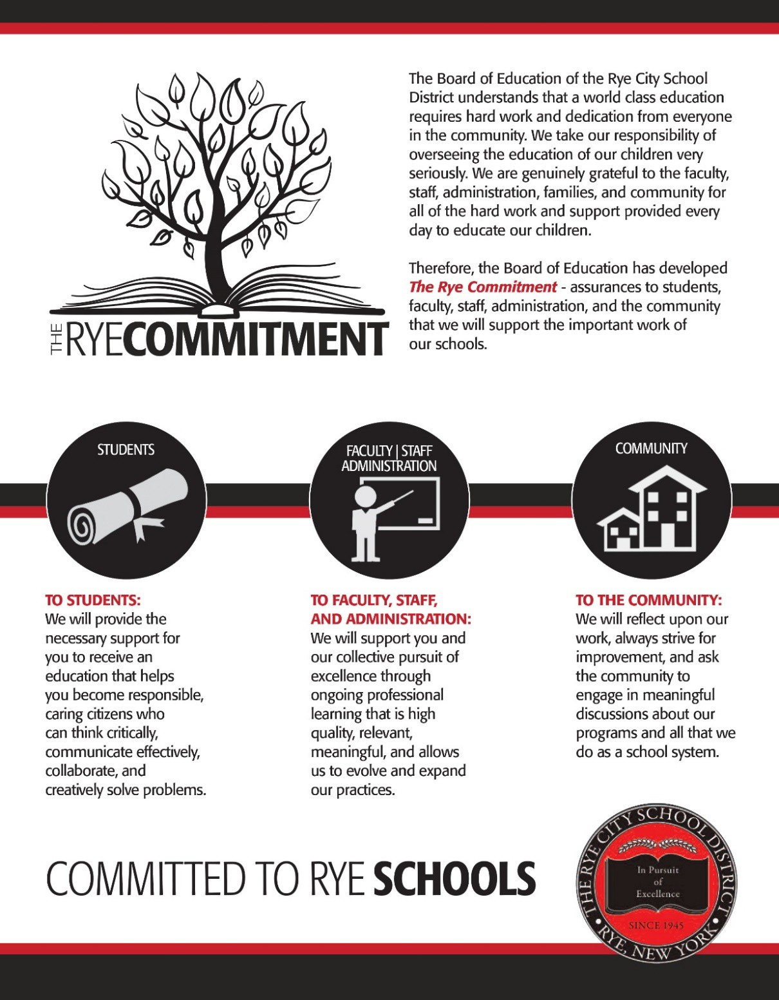 The Board of Education of the Rye City School
District understands that a world class education
requires hard work and dedication from everyone
in the community. We take our responsibility of
overseeing the education of our children very
seriously. We are genuinely grateful to the faculty,
staff, administration, families, and community for
all of the hard work and support provided every
day to educate our children.
Therefore, the Board of Education has developed
The Rye Commitment - assurances to students,
faculty, staff, administration, and the community
that we will support the important work of
our schools.
THE RYECOMMITMENT
STUDENTS
FACULTY | STAFF
ADMINISTRATION
COMMUNITY
TO STUDENTS:
We will provide the
necessary support for
you to receive an
education that helps
you become responsible,
caring citizens who
can think critically,
communicate effectively,
collaborate, and
creatively solve problems.
TO FACULTY, STAFF,
AND ADMINISTRATION:
We will support you and
our collective pursuit of
excellence through
ongoing professional
learning that is high
quality, relevant,
meaningful, and allows
us to evolve and expand
our practices.
TO THE COMMUNITY:
We will reflect upon our
work, always strive for
improvement, and ask
the community to
engage in meaningful
discussions about our
programs and all that we
do as a school system.
COMMITTED TO RYE SCHOOLS
THE RYE CITY SCHOOL DISTRICT
In Pursuit
of
Excellence
SINCE 1945
• RYE, NEW YORK •